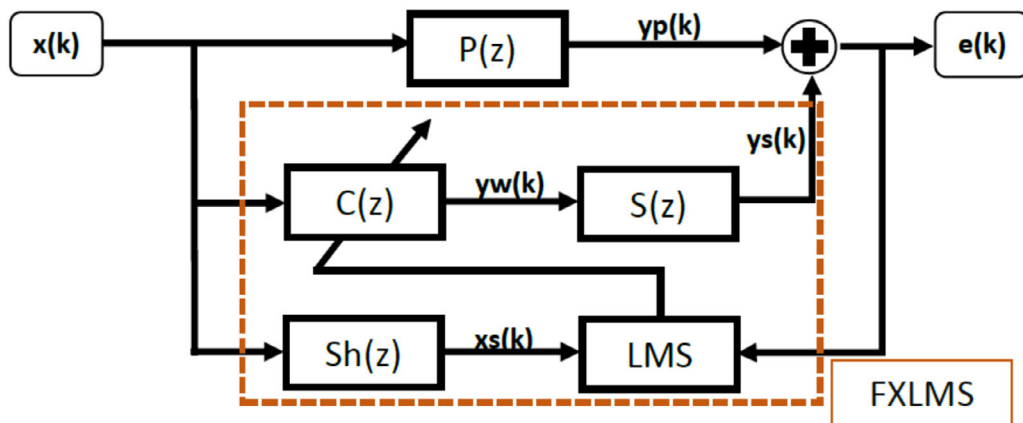 x(k)
P(z)
yp(k)
e(k)
ys(k)
C(z)
yw(k)
S(z)
Sh(z)
xs(k)
LMS
FXLMS